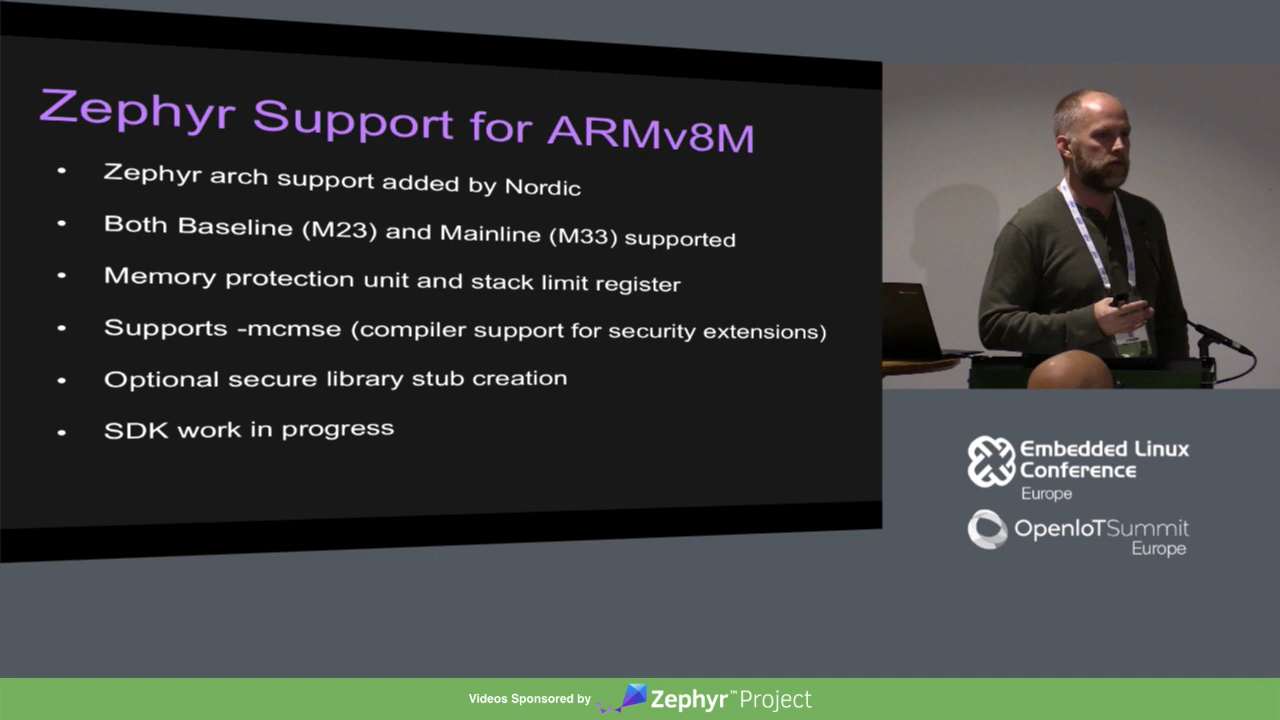 Zephyr Support for ARMv8M
• Zephyr arch support added by Nordic
• Both Baseline (M23) and Mainline (M33) supported
• Memory protection unit and stack limit register
• Supports -mcmse (compiler support for security extensions)
• Optional secure library stub creation
• SDK work in progress
Embedded Linux
Conference
Europe
OpenIoTSummit
Europe
Videos Sponsored by Zephyr™Project